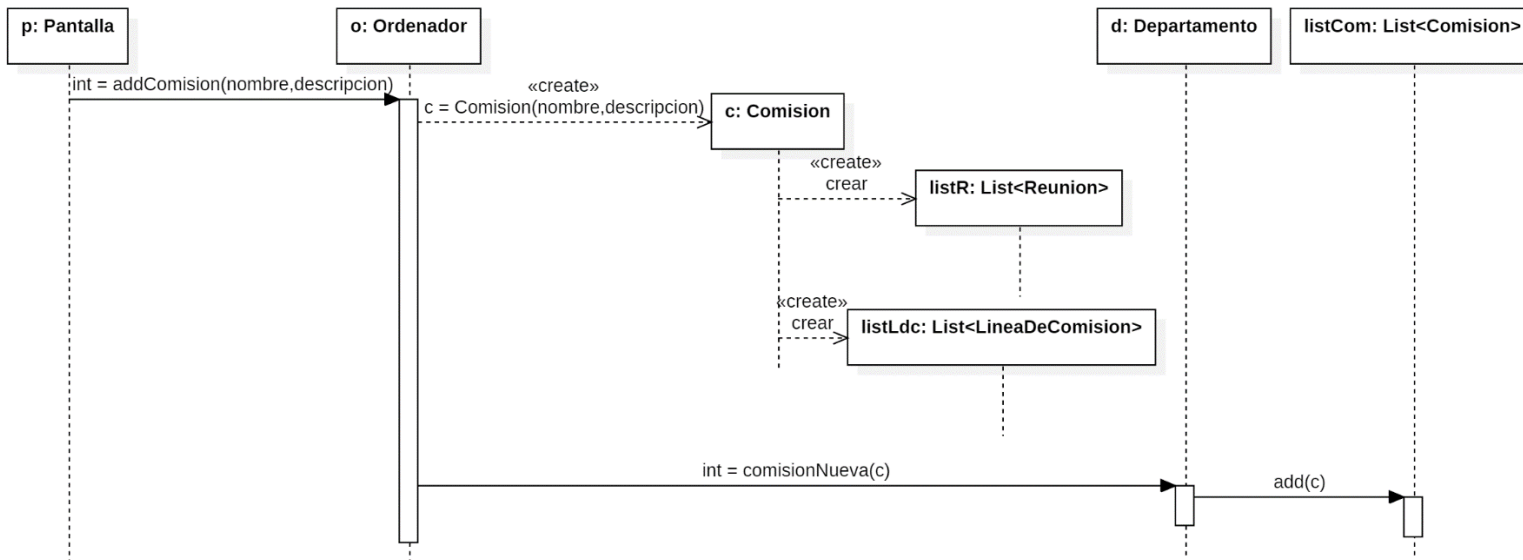 p: Pantalla
o: Ordenador
d: Departamento
listCom: List<Comision>
int = addComision(nombre,descripcion)
«create»
c = Comision(nombre,descripcion)
c: Comision
«create»
crear
listR: List<Reunion>
«create»
crear
listLdc: List<LineaDeComision>
int = comisionNueva(c)
add(c)